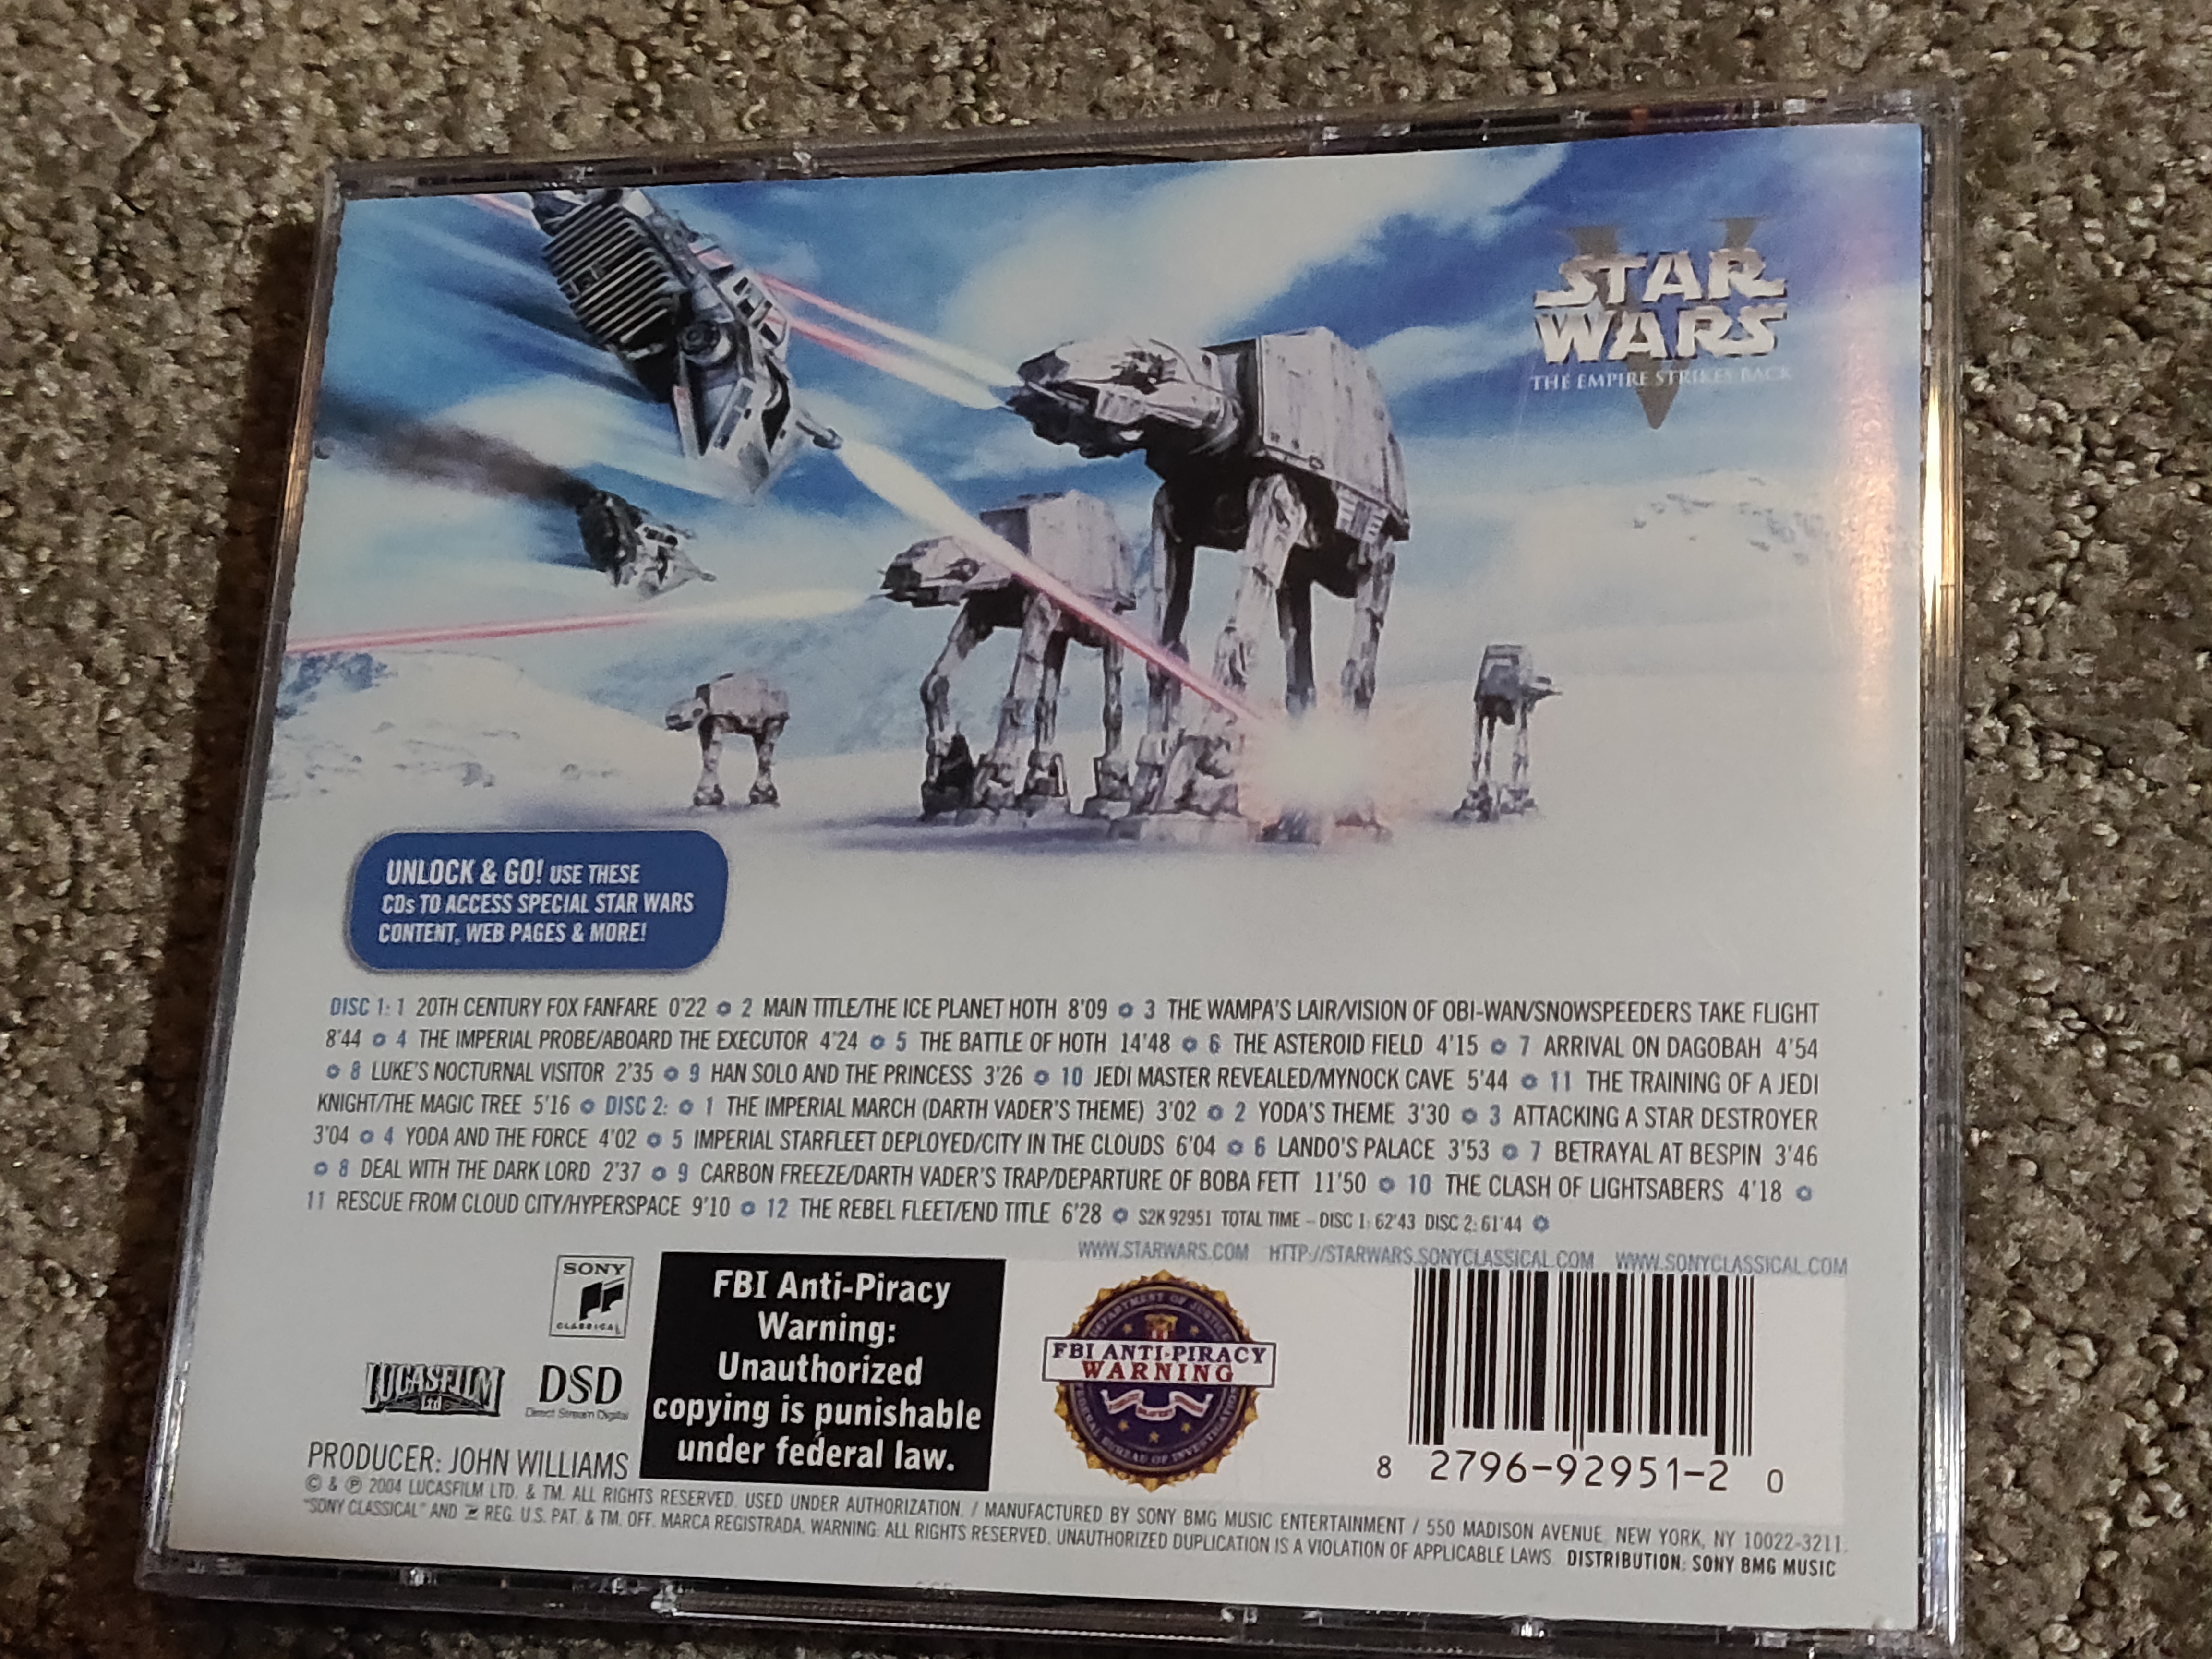 V
STAR
WARS
THE EMPIRE STRIKES BACK
UNLOCK & GO! USE THESE
CDs TO ACCESS SPECIAL STAR WARS
CONTENT, WEB PAGES & MORE!
DISC 1: 1 20TH CENTURY FOX FANFARE 0'22 ✪ 2 MAIN TITLE/THE ICE PLANET HOTH 8'09 ✪ 3 THE WAMPA'S LAIR/VISION OF OBI-WAN/SNOWSPEEDERS TAKE FLIGHT
8'44 ✪ 4 THE IMPERIAL PROBE/ABOARD THE EXECUTOR 4'24 ✪ 5 THE BATTLE OF HOTH 14'48 ✪ 6 THE ASTEROID FIELD 4'15 ✪ 7 ARRIVAL ON DAGOBAH 4'54
✪ 8 LUKE'S NOCTURNAL VISITOR 2'35 ✪ 9 HAN SOLO AND THE PRINCESS 3'26 ✪ 10 JEDI MASTER REVEALED/MYNOCK CAVE 5'44 ✪ 11 THE TRAINING OF A JEDI
KNIGHT/THE MAGIC TREE 5'16 ✪ DISC 2: ✪ 1 THE IMPERIAL MARCH (DARTH VADER'S THEME) 3'02 ✪ 2 YODA'S THEME 3'30 ✪ 3 ATTACKING A STAR DESTROYER
3'04 ✪ 4 YODA AND THE FORCE 4'02 ✪ 5 IMPERIAL STARFLEET DEPLOYED/CITY IN THE CLOUDS 6'04 ✪ 6 LANDO'S PALACE 3'53 ✪ 7 BETRAYAL AT BESPIN 3'46
✪ 8 DEAL WITH THE DARK LORD 2'37 ✪ 9 CARBON FREEZE/DARTH VADER'S TRAP/DEPARTURE OF BOBA FETT 11'50 ✪ 10 THE CLASH OF LIGHTSABERS 4'18 ✪
11 RESCUE FROM CLOUD CITY/HYPERSPACE 9'10 ✪ 12 THE REBEL FLEET/END TITLE 6'28 ✪ S2K 92951 TOTAL TIME – DISC 1: 62'43 DISC 2: 61'44 ✪
WWW.STARWARS.COM HTTP://STARWARS.SONYCLASSICAL.COM WWW.SONYCLASSICAL.COM
SONY
CLASSICAL
LUCASFILM
Ltd
DSD
Direct Stream Digital
FBI Anti-Piracy
Warning:
Unauthorized
copying is punishable
under federal law.
DEPARTMENT OF JUSTICE
FBI ANTI-PIRACY
WARNING
FEDERAL BUREAU OF INVESTIGATION
8 2796-92951-2 0
PRODUCER: JOHN WILLIAMS
© & ℗ 2004 LUCASFILM LTD. & TM. ALL RIGHTS RESERVED. USED UNDER AUTHORIZATION. / MANUFACTURED BY SONY BMG MUSIC ENTERTAINMENT / 550 MADISON AVENUE, NEW YORK, NY 10022-3211.
"SONY CLASSICAL" AND REG. U.S. PAT. & TM. OFF. MARCA REGISTRADA. WARNING: ALL RIGHTS RESERVED. UNAUTHORIZED DUPLICATION IS A VIOLATION OF APPLICABLE LAWS. DISTRIBUTION: SONY BMG MUSIC